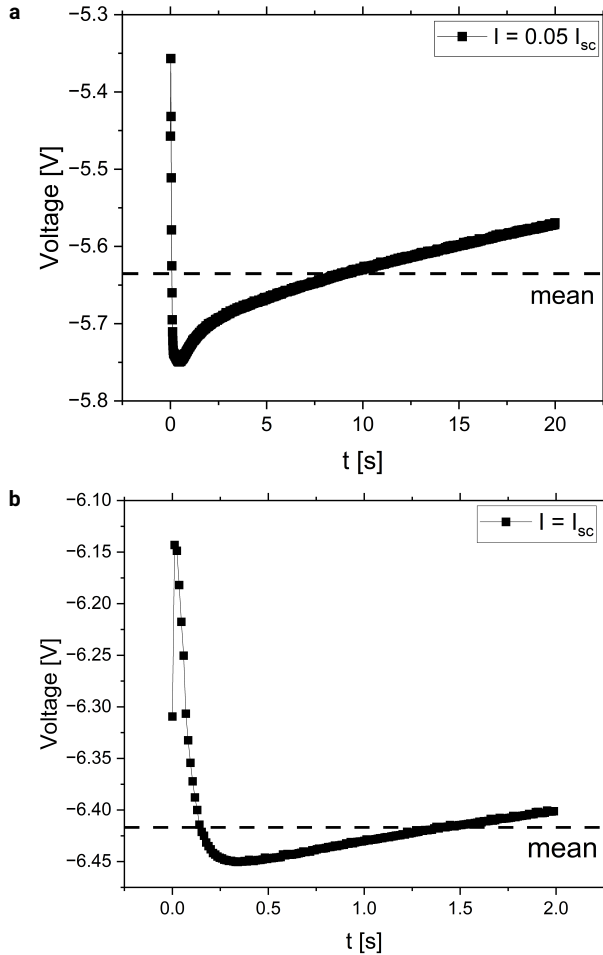 a
I = 0.05 I_sc
−5.3
−5.4
−5.5
−5.6
−5.7
−5.8
Voltage [V]
mean
0 5 10 15 20
t [s]
b
I = I_sc
−6.10
−6.15
−6.20
−6.25
−6.30
−6.35
−6.40
−6.45
Voltage [V]
mean
0.0 0.5 1.0 1.5 2.0
t [s]